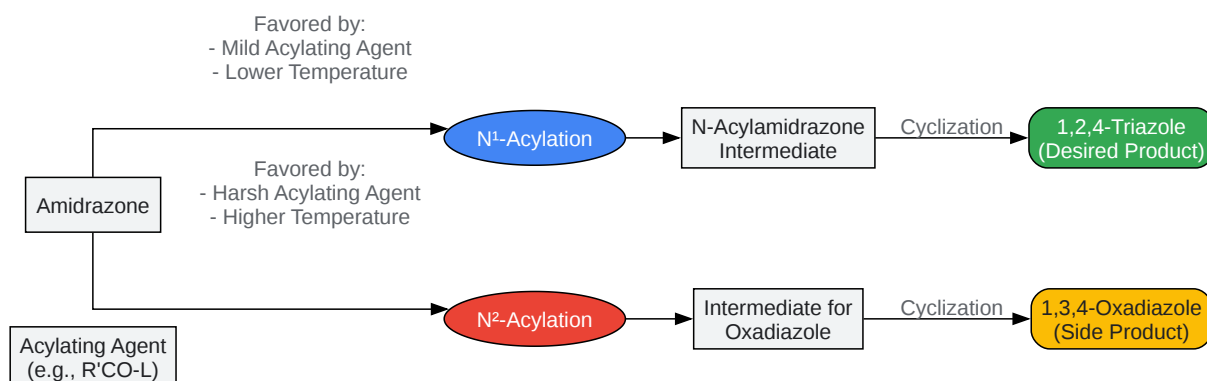 Favored by:
- Mild Acylating Agent
- Lower Temperature
N¹-Acylation
N-Acylamidrazone
Intermediate
Cyclization
1,2,4-Triazole
(Desired Product)
Favored by:
- Harsh Acylating Agent
- Higher Temperature
Amidrazone
N²-Acylation
Intermediate for
Oxadiazole
Cyclization
1,3,4-Oxadiazole
(Side Product)
Acylating Agent
(e.g., R'CO-L)